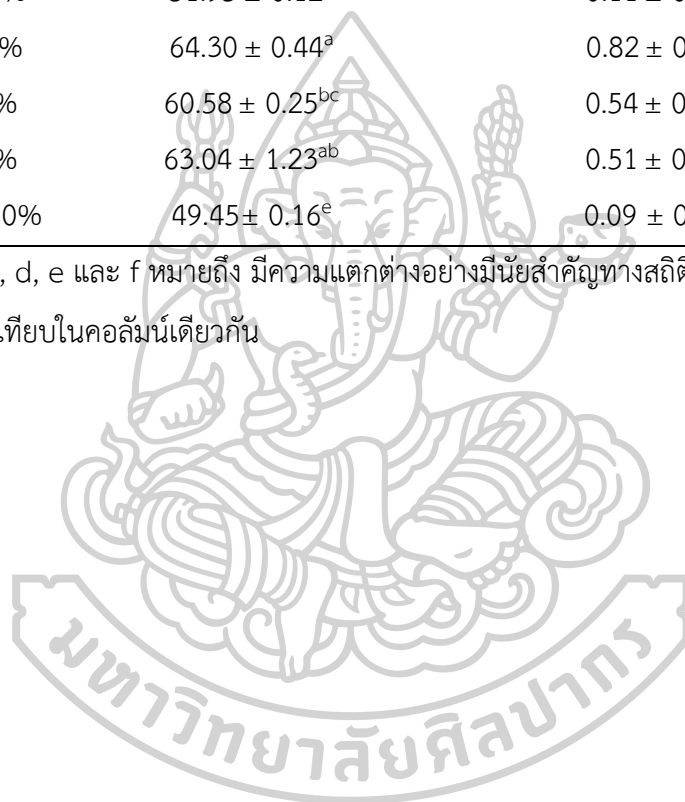 % 64.30 ± 0.44ᵃ 0.82 ± 0
% 60.58 ± 0.25ᵇᶜ 0.54 ± 0
% 63.04 ± 1.23ᵃᵇ 0.51 ± 0
0% 49.45± 0.16ᵉ 0.09 ± 0
, d, e และ f หมายถึง มีความแตกต่างอย่างมีนัยสำคัญทางสถิติ
เทียบในคอลัมน์เดียวกัน
มหาวิทยาลัยศิลปากร